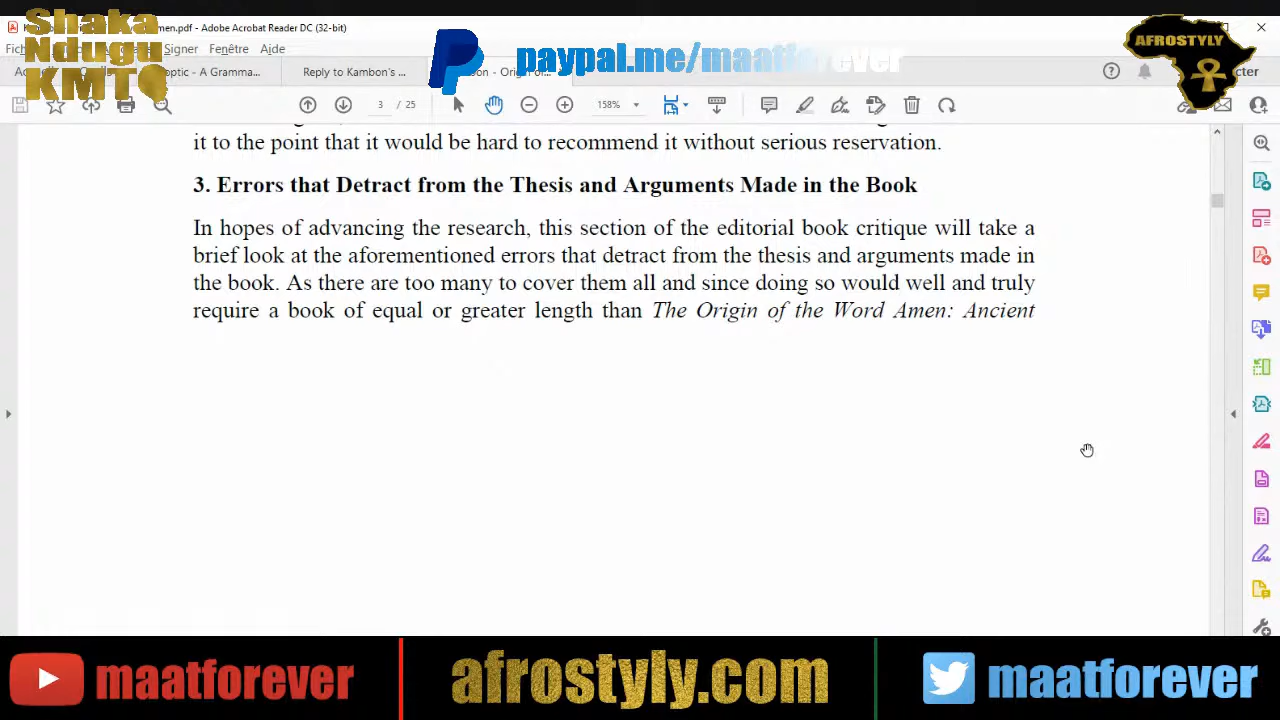 Shaka
Ndugu
KMT
men.pdf - Adobe Acrobat Reader DC (32-bit)
Signer Fenêtre Aide
optic - A Gramma...
Reply to Kambon's ...
paypal.me/maatforever
AFROSTYLY
3 / 25
158%
it to the point that it would be hard to recommend it without serious reservation.
3. Errors that Detract from the Thesis and Arguments Made in the Book
In hopes of advancing the research, this section of the editorial book critique will take a
brief look at the aforementioned errors that detract from the thesis and arguments made in
the book. As there are too many to cover them all and since doing so would well and truly
require a book of equal or greater length than The Origin of the Word Amen: Ancient
maatforever
afrostyly.com
maatforever